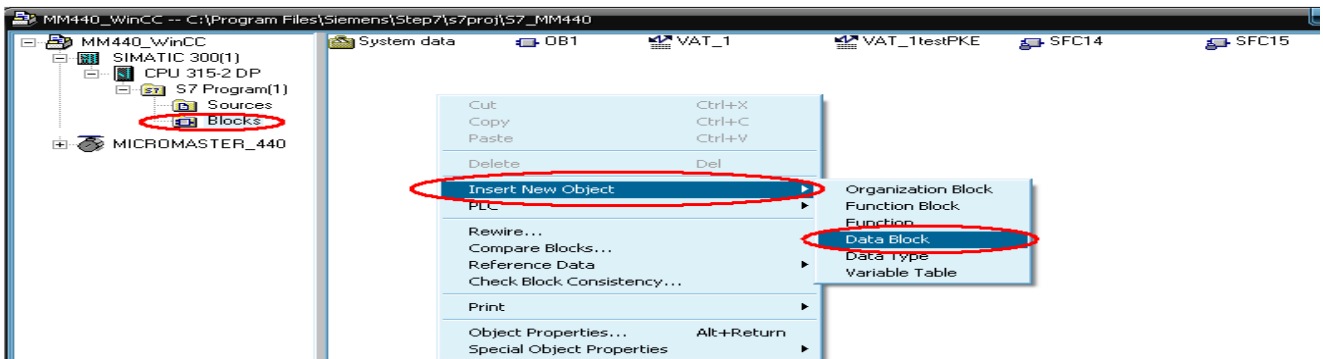 MM440_WinCC -- C:\Program Files\Siemens\Step7\s7proj\S7_MM440
MM440_WinCC
SIMATIC 300(1)
CPU 315-2 DP
S7 Program(1)
Sources
Blocks
MICROMASTER_440
System data
OB1
VAT_1
VAT_1testPKE
SFC14
SFC15
Cut Ctrl+X
Copy Ctrl+C
Paste Ctrl+V
Delete Del
Insert New Object
PLC
Rewire...
Compare Blocks...
Reference Data
Check Block Consistency...
Print
Object Properties... Alt+Return
Special Object Properties
Organization Block
Function Block
Function
Data Block
Data Type
Variable Table